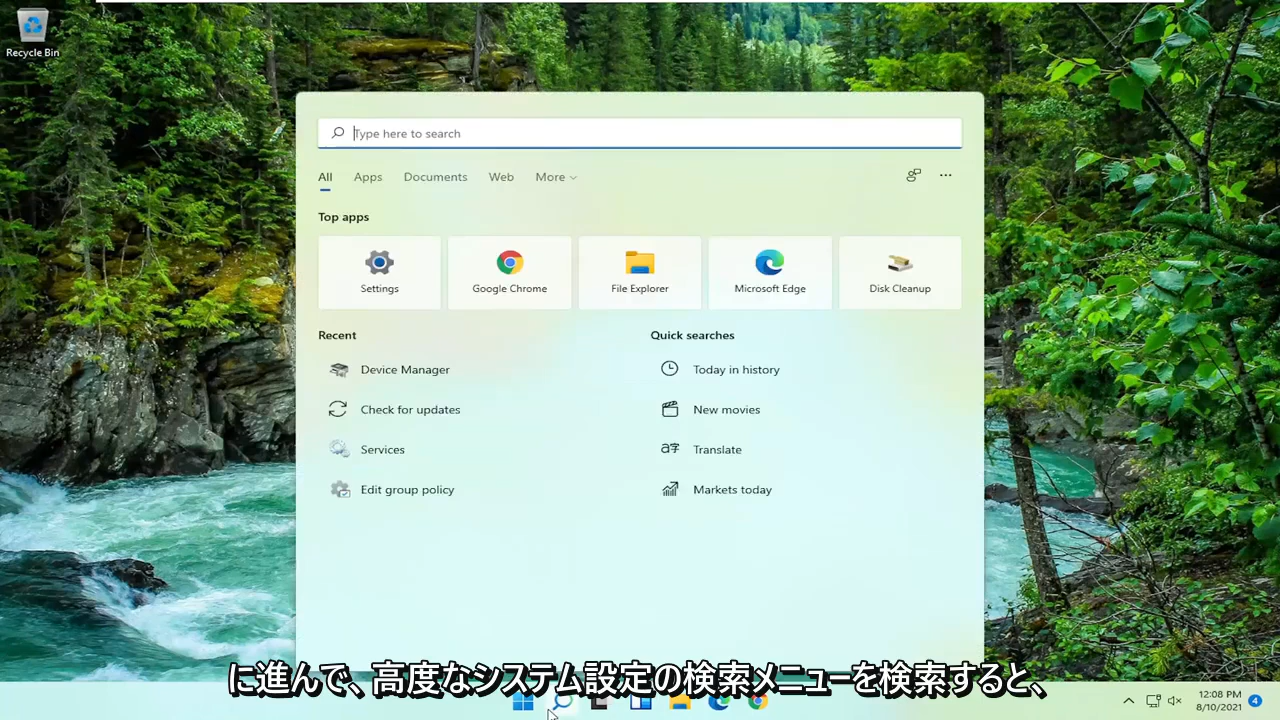 Recycle Bin
Type here to search
All Apps Documents Web More
Top apps
Settings Google Chrome File Explorer Microsoft Edge Disk Cleanup
Recent Quick searches
Device Manager Today in history
Check for updates New movies
Services Translate
Edit group policy Markets today
に進んで、高度なシステム設定の検索メニューを検索すると、
12:08 PM
8/10/2021
4